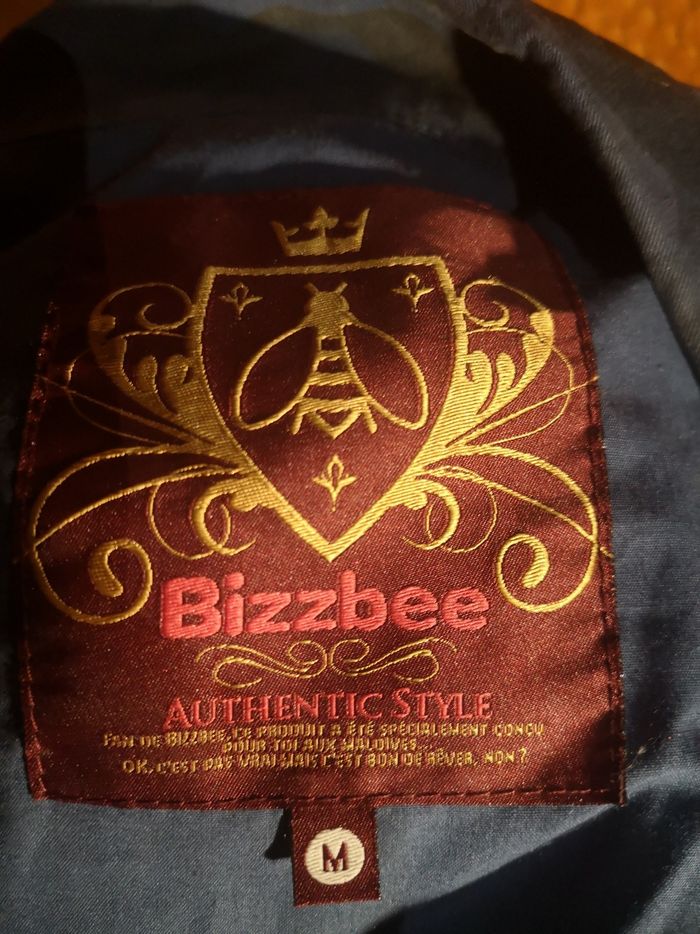 Bizzbee
AUTHENTIC STYLE
FAN DE BIZZBEE, CE PRODUIT A ÉTÉ SPÉCIALEMENT CONÇU
POUR TOI AUX MALDIVES...
OK, C'EST PAS VRAI MAIS C'EST BON DE RÊVER, NON ?
M